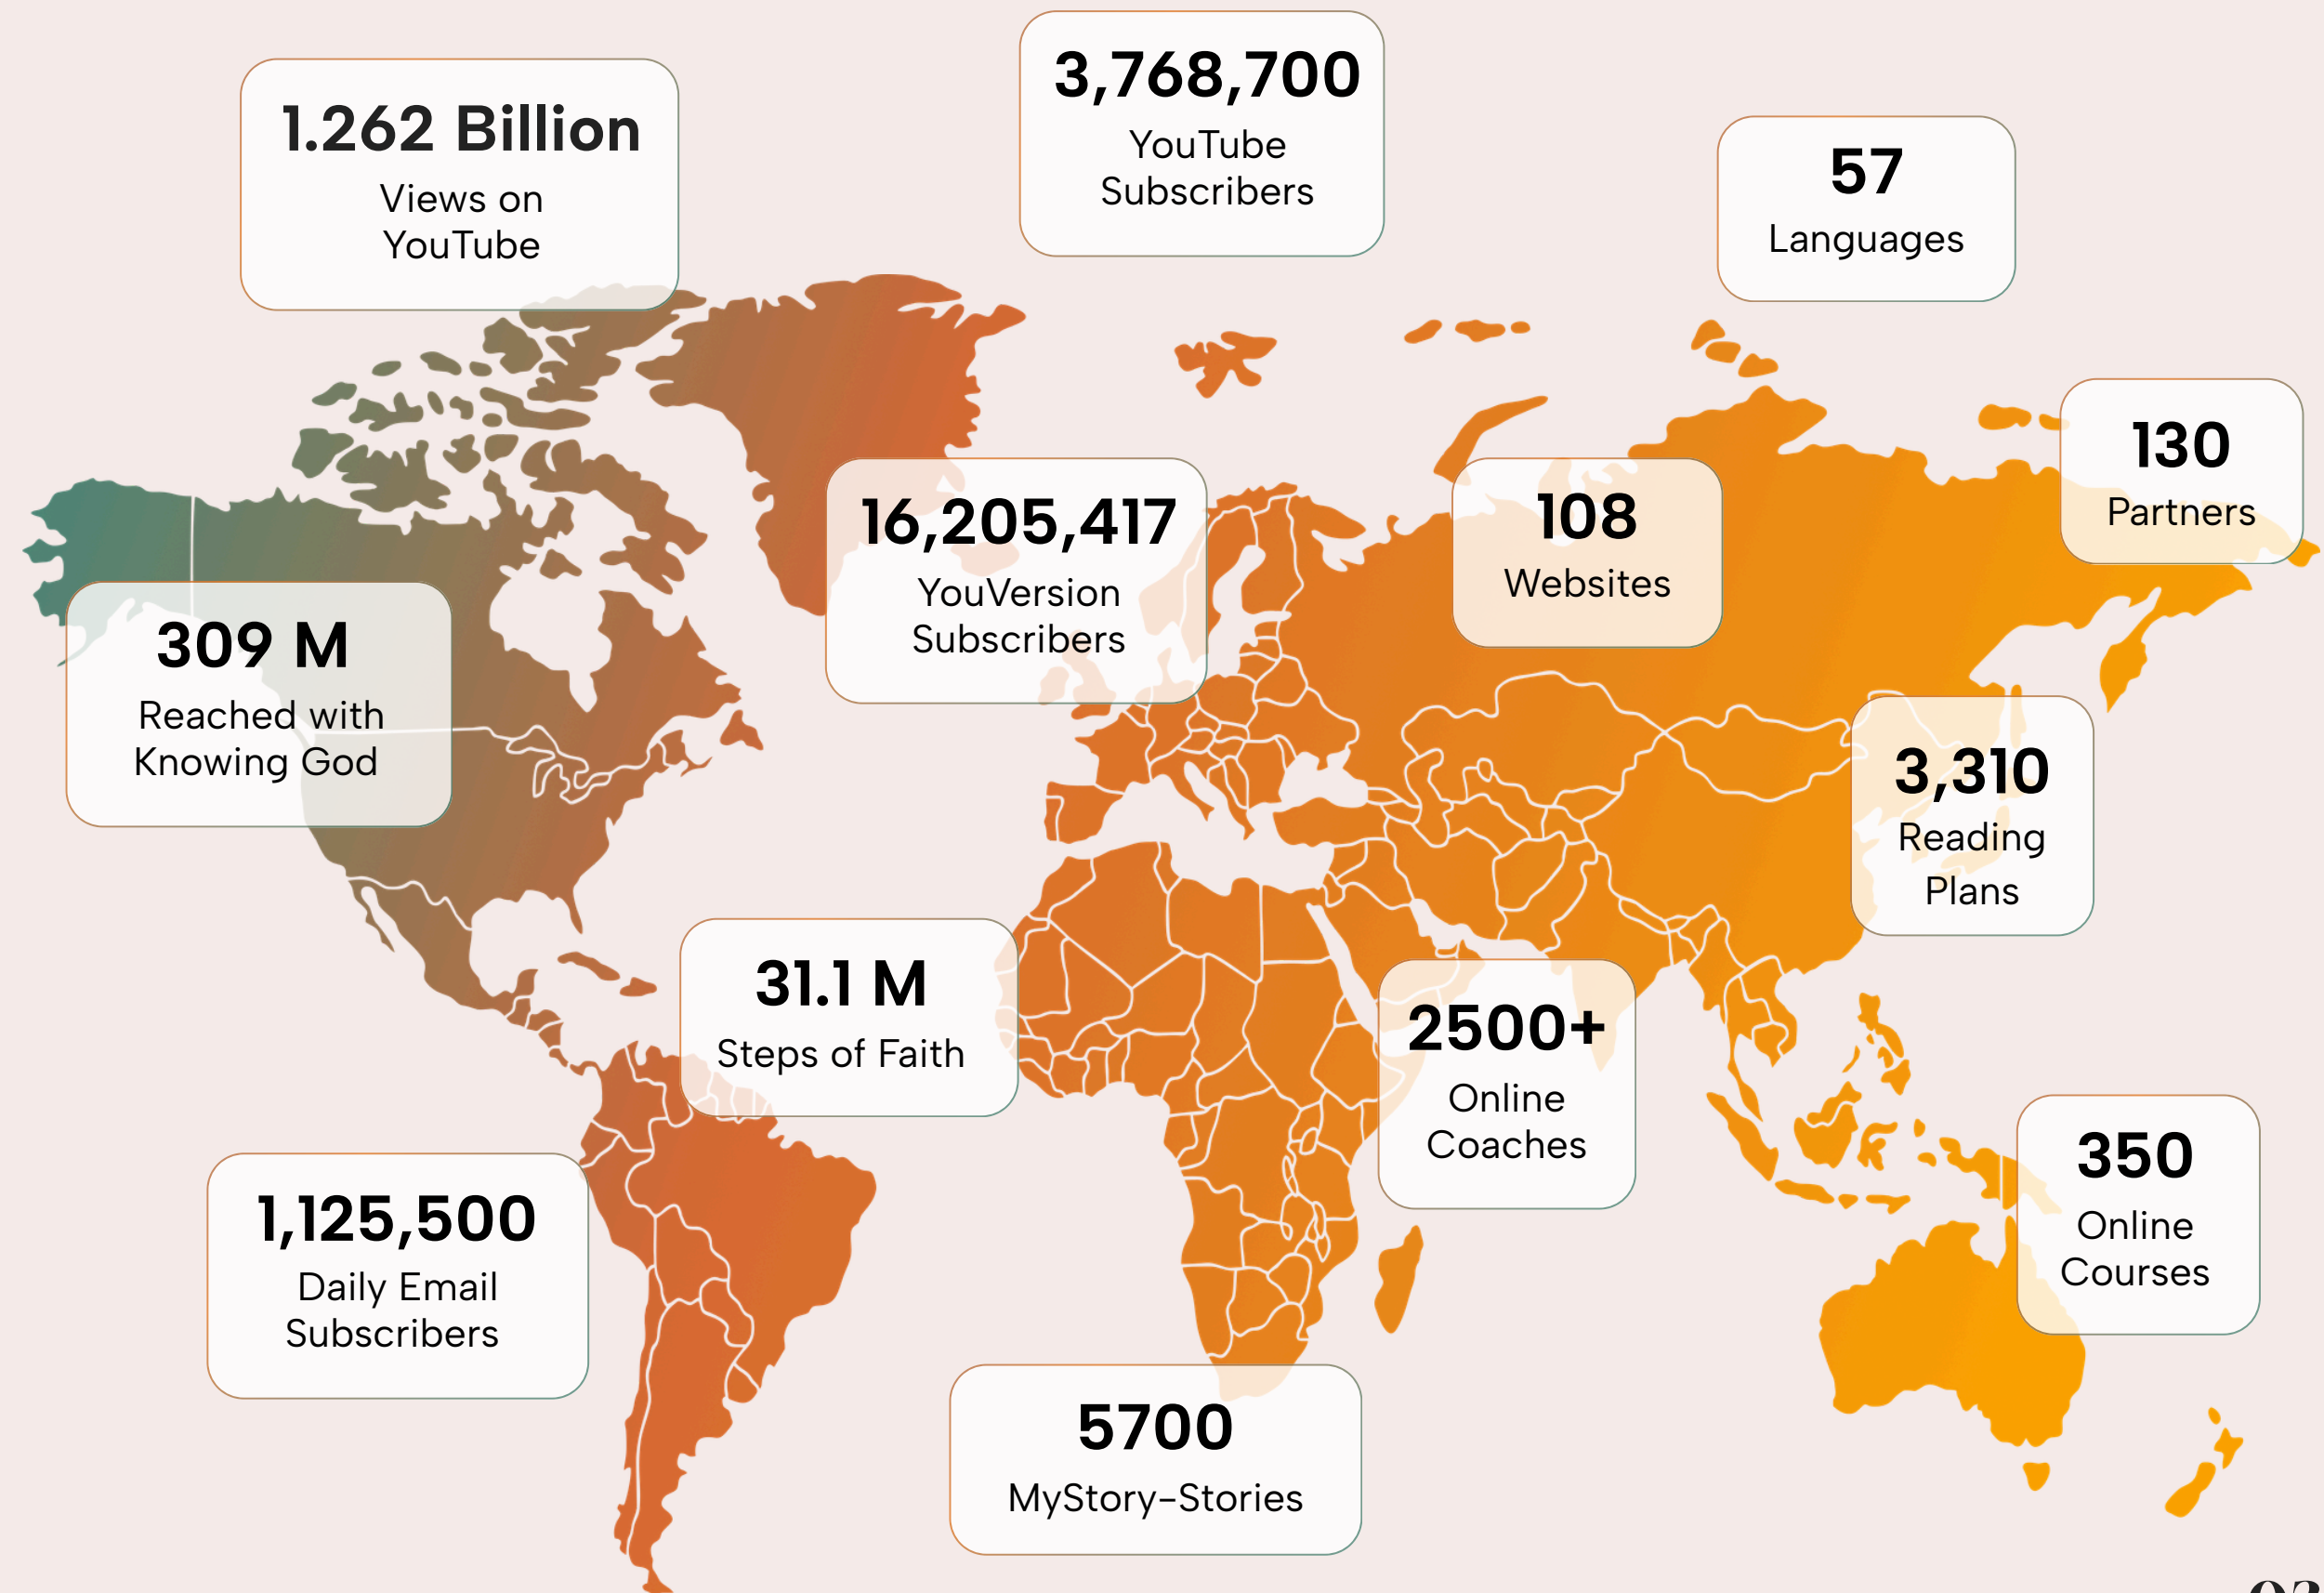 1.262 Billion
Views on
YouTube
3,768,700
YouTube
Subscribers
57
Languages
130
Partners
16,205,417
YouVersion
Subscribers
108
Websites
309 M
Reached with
Knowing God
3,310
Reading
Plans
31.1 M
Steps of Faith
2500+
Online
Coaches
350
Online
Courses
1,125,500
Daily Email
Subscribers
5700
MyStory-Stories